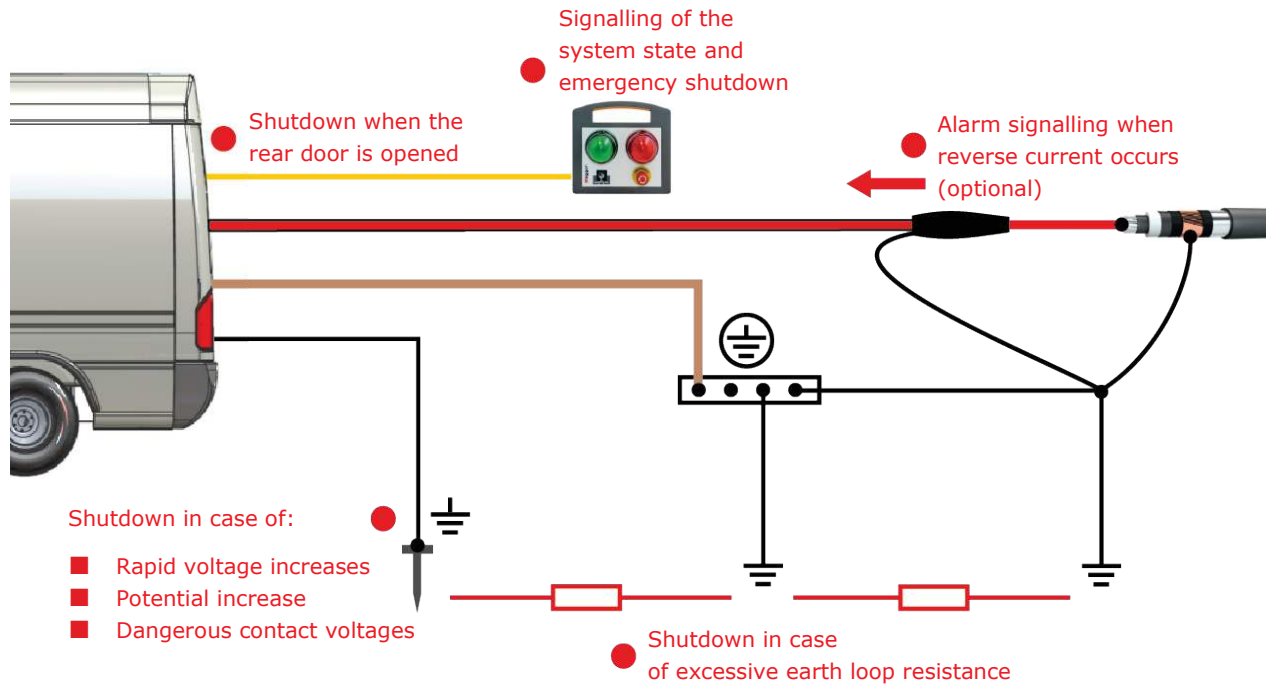 Signalling of the
system state and
emergency shutdown
Shutdown when the
rear door is opened
Alarm signalling when
reverse current occurs
(optional)
Shutdown in case of:
Rapid voltage increases
Potential increase
Dangerous contact voltages
Shutdown in case
of excessive earth loop resistance